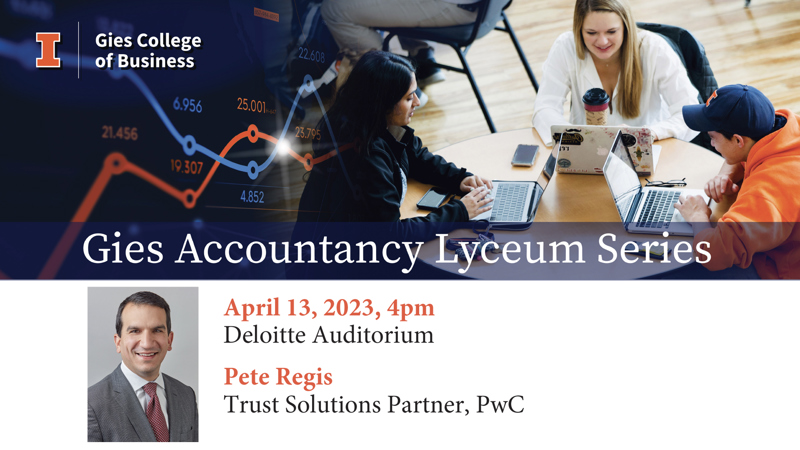 I
Gies College
of Business
22.608
6.956
25.001
21.456
23.795
19.307
4.852
Gies Accountancy Lyceum Series
April 13, 2023, 4pm
Deloitte Auditorium
Pete Regis
Trust Solutions Partner, PwC